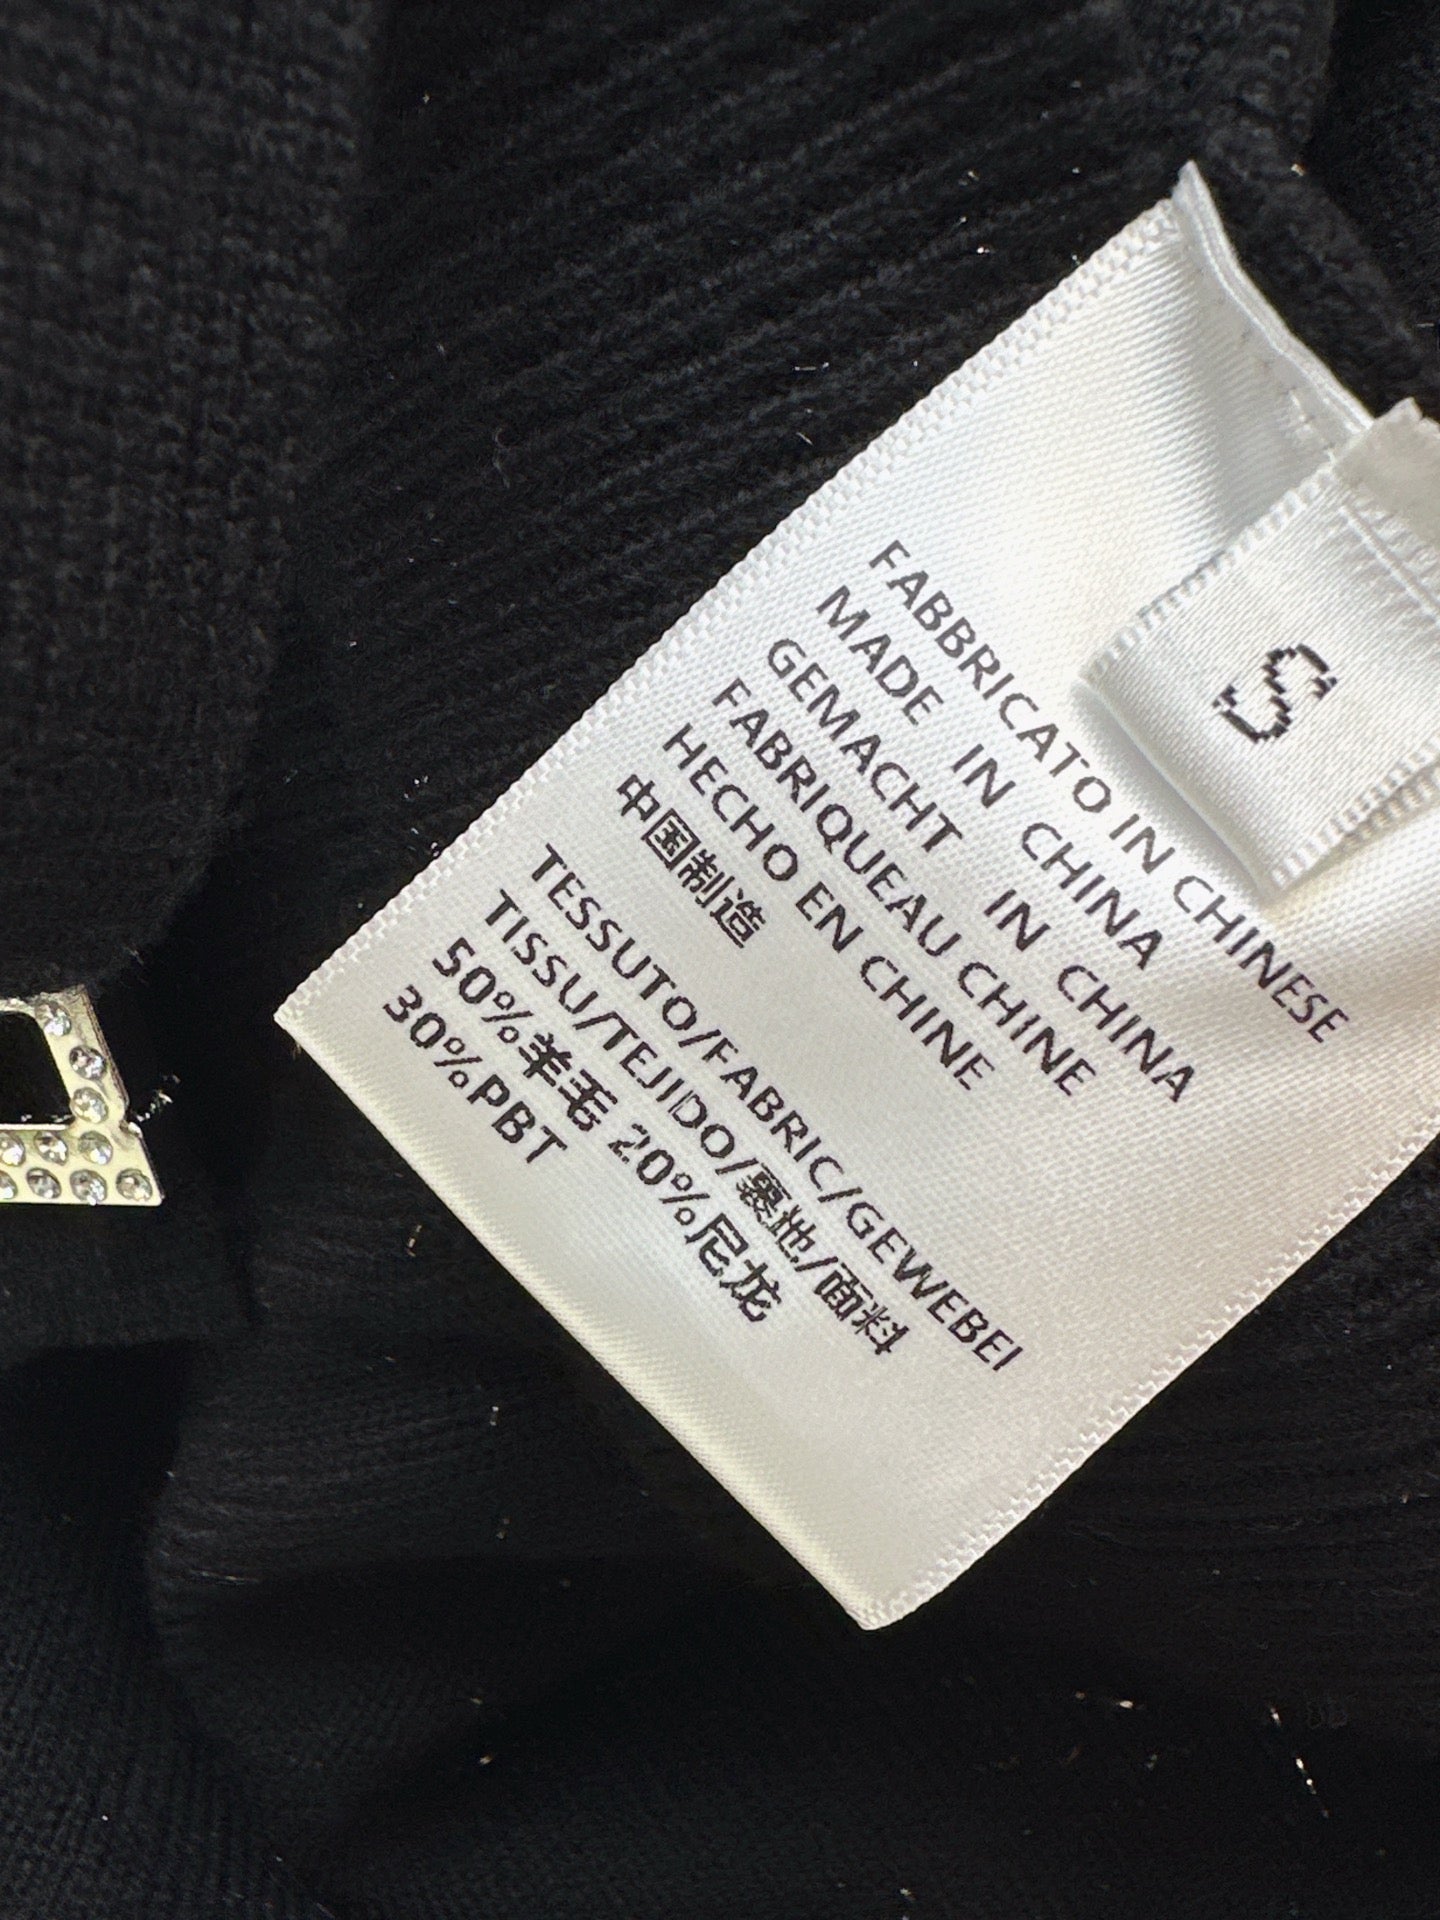 FABBRICATO IN CHINESE
MADE IN CHINA
GEMACHT IN CHINA
FABRIQUEAU CHINE
HECHO EN CHINE
中国制造
TESSUTO/FABRIC/GEWEBEI
TISSU/TEJIDO/裹地/面料
50%羊毛 20%尼龙
30%PBT
S